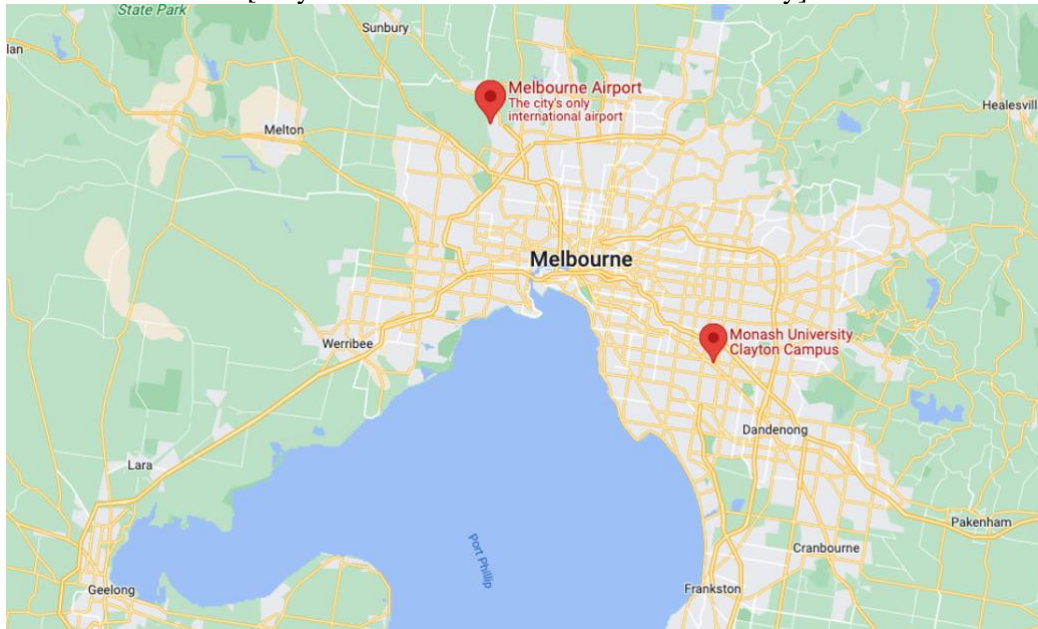 State Park
Sunbury
lan
Melbourne Airport
The city's only
international airport
Healesvill
Melton
Melbourne
Monash University
Clayton Campus
Werribee
Dandenong
Lara
Port Phillip
Pakenham
Cranbourne
Geelong
Frankston